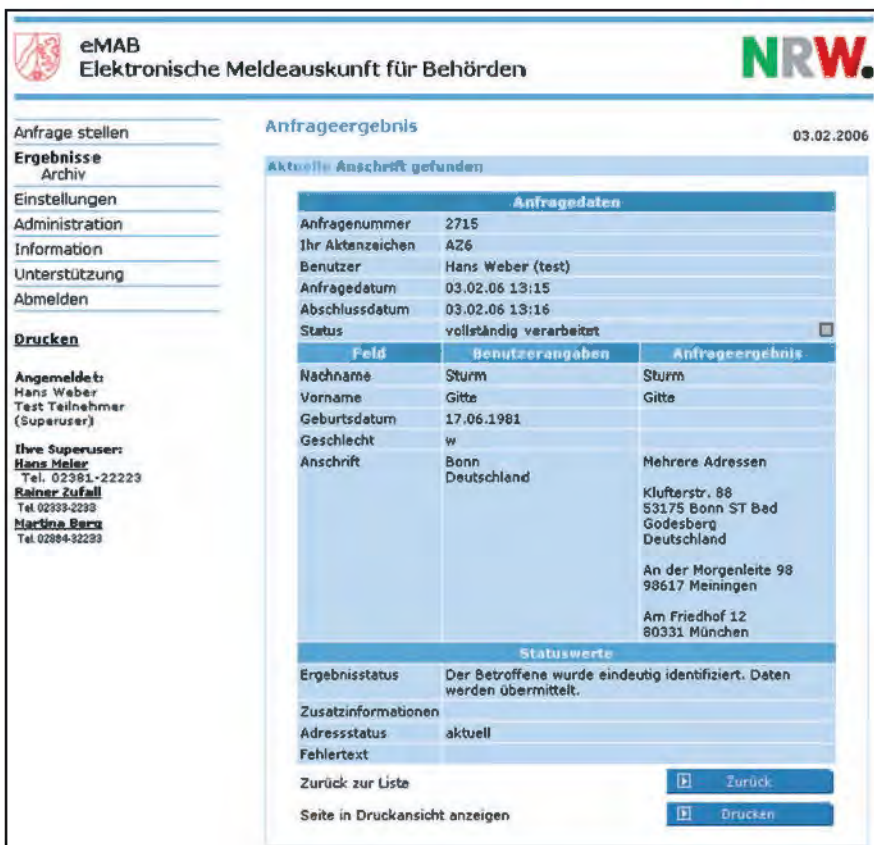 eMAB
Elektronische Meldeauskunft für Behörden
NRW.
Anfrage stellen
Ergebnisse
Archiv
Einstellungen
Administration
Information
Unterstützung
Abmelden
Drucken
Angemeldet:
Hans Weber
Test Teilnehmer
(Superuser)
Ihre Superuser:
Hans Meier
Tel. 02381-22223
Rainer Zufall
Tel. 02333-2233
Martina Berg
Tel. 02884-32233
Anfrageergebnis
03.02.2006
Aktuelle Anschrift gefunden
Anfragedaten
Anfragenummer 2715
Ihr Aktenzeichen AZ6
Benutzer Hans Weber (test)
Anfragedatum 03.02.06 13:15
Abschlussdatum 03.02.06 13:16
Status vollständig verarbeitet
Feld Benutzerangaben Anfrageergebnis
Nachname Sturm Sturm
Vorname Gitte Gitte
Geburtsdatum 17.06.1981
Geschlecht w
Anschrift Bonn Mehrere Adressen
Deutschland
Klufterstr. 88
53175 Bonn ST Bad
Godesberg
Deutschland
An der Morgenleite 98
98617 Meiningen
Am Friedhof 12
80331 München
Statuswerte
Ergebnisstatus Der Betroffene wurde eindeutig identifiziert. Daten
werden übermittelt.
Zusatzinformationen
Adressstatus aktuell
Fehlertext
Zurück zur Liste Zurück
Seite in Druckansicht anzeigen Drucken